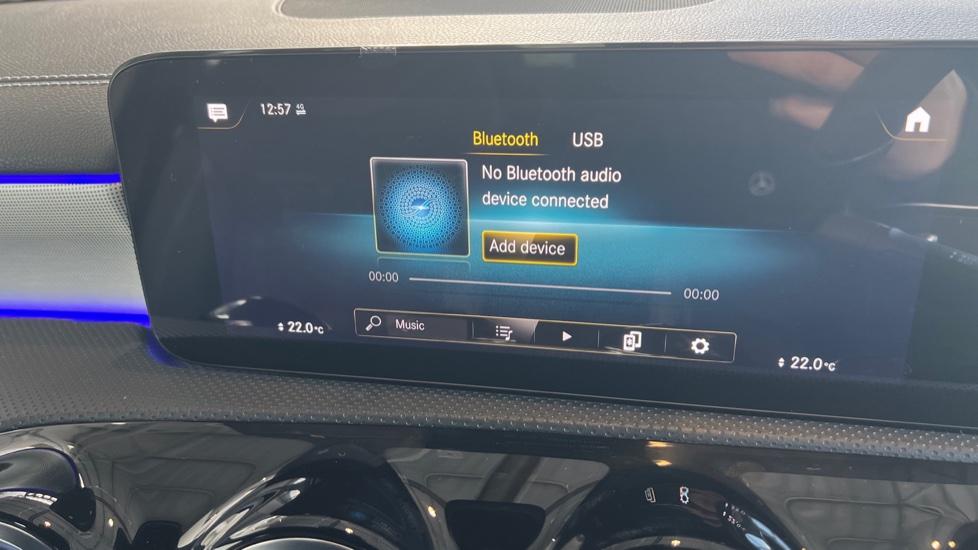 12:57 4G
Bluetooth USB
No Bluetooth audio
device connected
Add device
00:00 00:00
Music
22.0°C 22.0°C